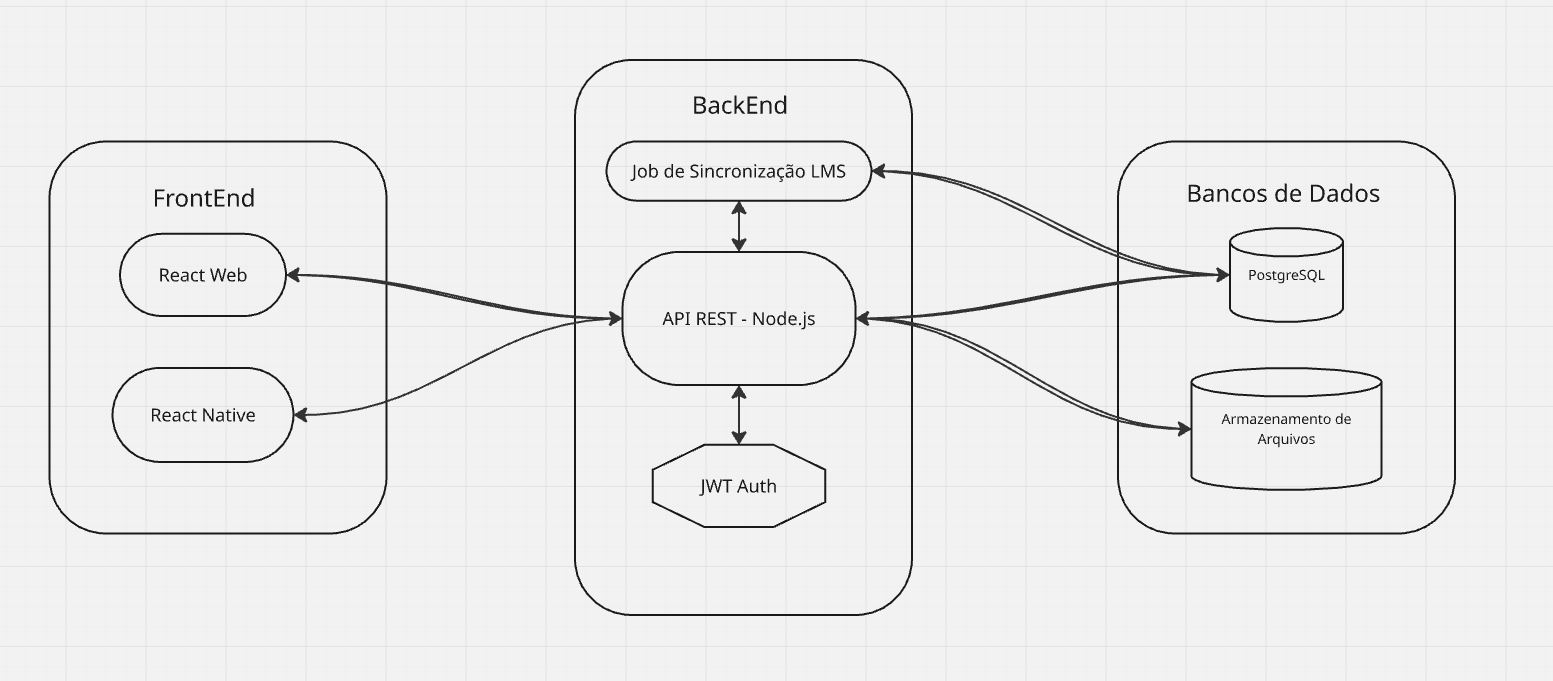 FrontEnd
React Web
React Native
BackEnd
Job de Sincronização LMS
API REST - Node.js
JWT Auth
Bancos de Dados
PostgreSQL
Armazenamento de
Arquivos